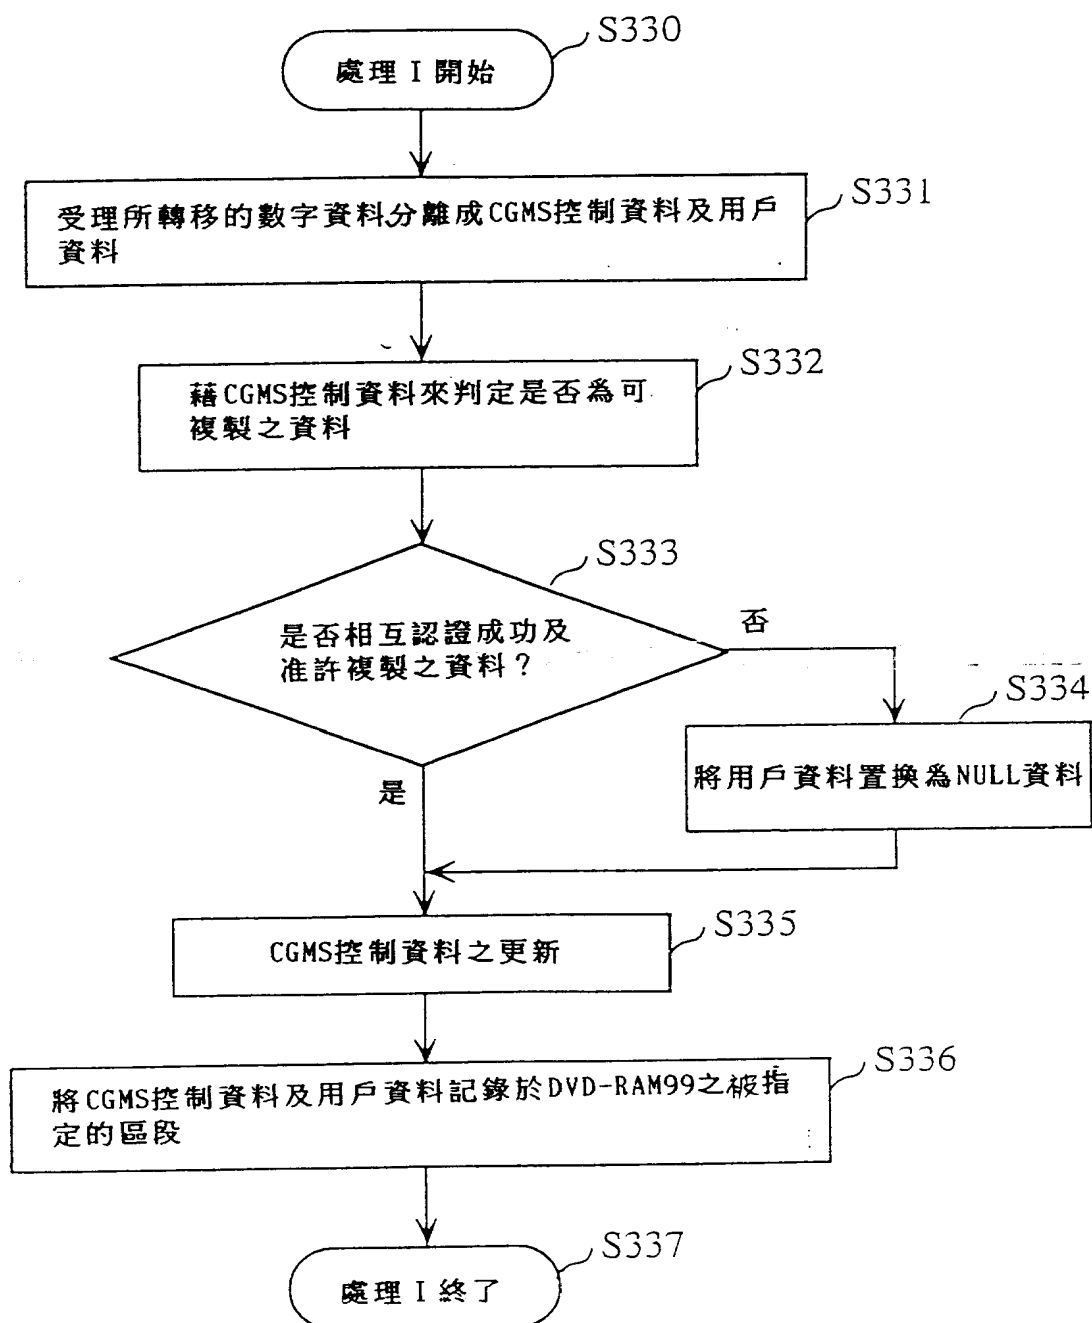 S330
處理 I 開始
S331
受理所轉移的數字資料,分離成CGMS控制資料及用戶
資料
S332
藉CGMS控制資料來判定是否為可
複製之資料
S333
是否相互認證成功及
准許複製之資料?
否
S334
將用戶資料置換為NULL資料
是
S335
CGMS控制資料之更新
S336
將CGMS控制資料及用戶資料記錄於DVD-RAM99之被指
定的區段
S337
處理 I 終了